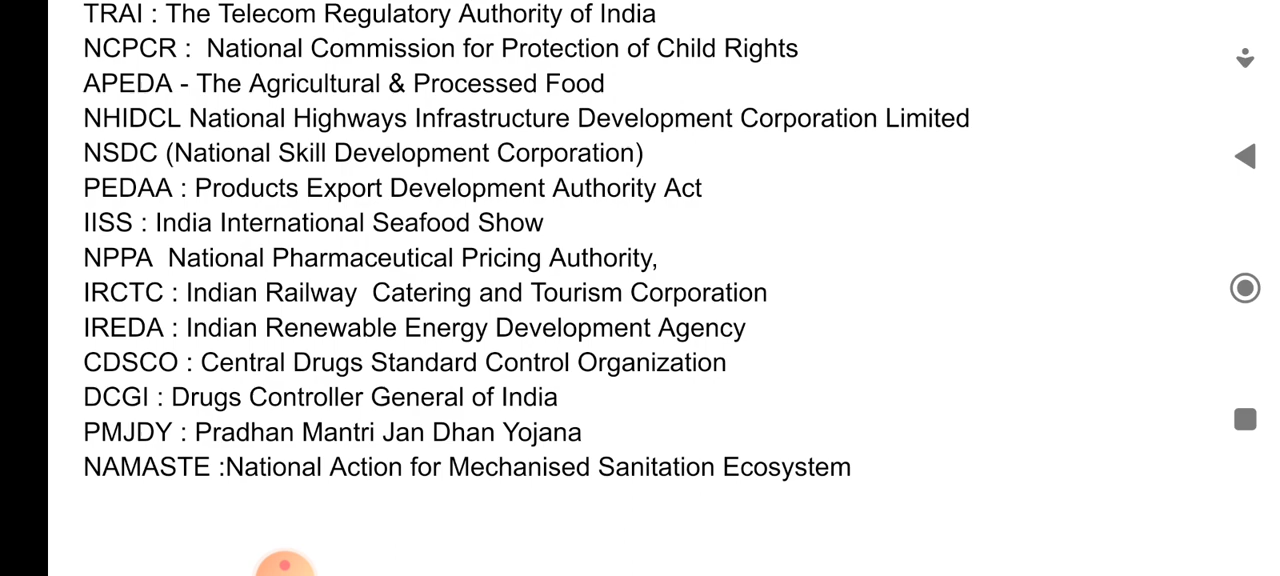 TRAI : The Telecom Regulatory Authority of India
NCPCR :  National Commission for Protection of Child Rights
APEDA - The Agricultural & Processed Food
NHIDCL National Highways Infrastructure Development Corporation Limited
NSDC (National Skill Development Corporation)
PEDAA : Products Export Development Authority Act
IISS : India International Seafood Show
NPPA  National Pharmaceutical Pricing Authority,
IRCTC : Indian Railway  Catering and Tourism Corporation
IREDA : Indian Renewable Energy Development Agency
CDSCO : Central Drugs Standard Control Organization
DCGI : Drugs Controller General of India
PMJDY : Pradhan Mantri Jan Dhan Yojana
NAMASTE :National Action for Mechanised Sanitation Ecosystem